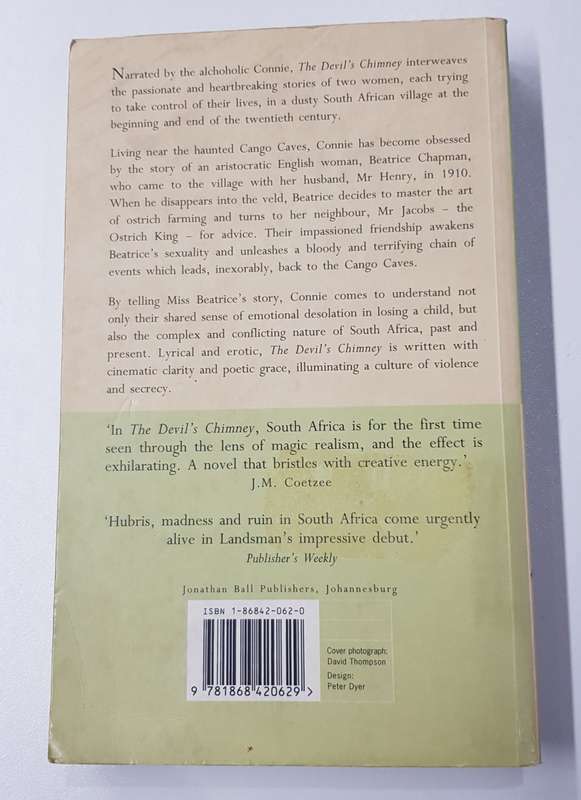 Narrated by the alchoholic Connie, The Devil's Chimney interweaves
the passionate and heartbreaking stories of two women, each trying
to take control of their lives, in a dusty South African village at the
beginning and end of the twentieth century.
Living near the haunted Cango Caves, Connie has become obsessed
by the story of an aristocratic English woman, Beatrice Chapman,
who came to the village with her husband, Mr Henry, in 1910.
When he disappears into the veld, Beatrice decides to master the art
of ostrich farming and turns to her neighbour, Mr Jacobs – the
Ostrich King – for advice. Their impassioned friendship awakens
Beatrice's sexuality and unleashes a bloody and terrifying chain of
events which leads, inexorably, back to the Cango Caves.
By telling Miss Beatrice's story, Connie comes to understand not
only their shared sense of emotional desolation in losing a child, but
also the complex and conflicting nature of South Africa, past and
present. Lyrical and erotic, The Devil's Chimney is written with
cinematic clarity and poetic grace, illuminating a culture of violence
and secrecy.
'In The Devil's Chimney, South Africa is for the first time
seen through the lens of magic realism, and the effect is
exhilarating. A novel that bristles with creative energy.'
J.M. Coetzee
'Hubris, madness and ruin in South Africa come urgently
alive in Landsman's impressive debut.'
Publisher's Weekly
Jonathan Ball Publishers, Johannesburg
ISBN 1-86842-062-0
9 781868 420629 >
Cover photograph:
David Thompson
Design:
Peter Dyer